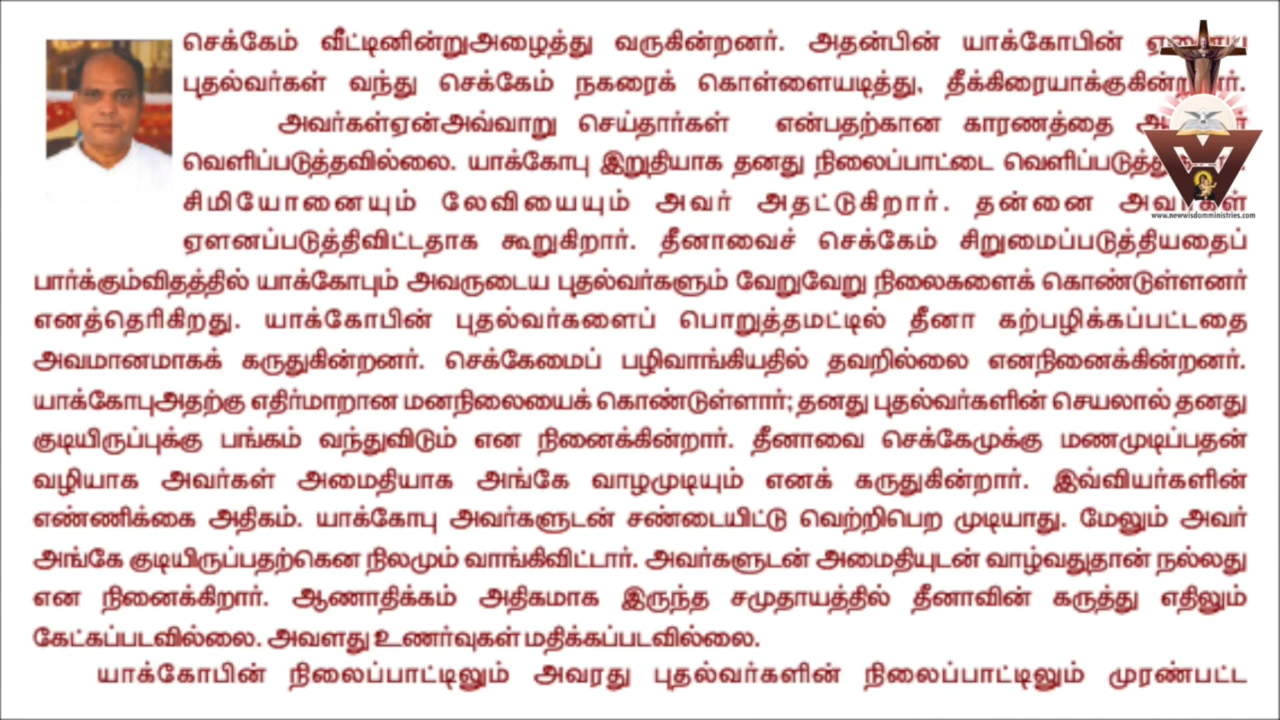 செக்கேம் வீட்டினின்றுஅழைத்து வருகின்றனர். அதன்பின் யாக்கோபின்
புதல்வர்கள் வந்து செக்கேம் நகரைக் கொள்ளையடித்து, தீக்கிரையாக்குகின்றனர்.
அவர்கள்ஏன்அவ்வாறு செய்தார்கள் என்பதற்கான காரணத்தை
வெளிப்படுத்தவில்லை. யாக்கோபு இறுதியாக தனது நிலைப்பாட்டை
சிமியோனையும் லேவியையும் அவர் அதட்டுகிறார். தன்னை அவர்கள்
www.newwisdomministries.com
ஏளனப்படுத்திவிட்டதாக கூறுகிறார். தீனாவைச் செக்கேம் சிறுமைப்படுத்தியதைப்
பார்க்கும்விதத்தில் யாக்கோபும் அவருடைய புதல்வர்களும் வேறுவேறு நிலைகளைக் கொண்டுள்ளனர்
எனத்தெரிகிறது. யாக்கோபின் புதல்வர்களைப் பொறுத்தமட்டில் தீனா கற்பழிக்கப்பட்டதை
அவமானமாகக் கருதுகின்றனர். செக்கேமைப் பழிவாங்கியதில் தவறில்லை எனநினைக்கின்றனர்.
யாக்கோபுஅதற்கு எதிர்மாறான மனநிலையைக் கொண்டுள்ளார்; தனது புதல்வர்களின் செயலால் தனது
குடியிருப்புக்கு பங்கம் வந்துவிடும் என நினைக்கின்றார். தீனாவை செக்கேமுக்கு மணமுடிப்பதன்
வழியாக அவர்கள் அமைதியாக அங்கே வாழமுடியும் எனக் கருதுகின்றார். இவ்வியர்களின்
எண்ணிக்கை அதிகம். யாக்கோபு அவர்களுடன் சண்டையிட்டு வெற்றிபெற முடியாது. மேலும் அவர்
அங்கே குடியிருப்பதற்கென நிலமும் வாங்கிவிட்டார். அவர்களுடன் அமைதியுடன் வாழ்வதுதான் நல்லது
என நினைக்கிறார். ஆணாதிக்கம் அதிகமாக இருந்த சமுதாயத்தில் தீனாவின் கருத்து எதிலும்
கேட்கப்படவில்லை. அவளது உணர்வுகள் மதிக்கப்படவில்லை.
யாக்கோபின் நிலைப்பாட்டிலும் அவரது புதல்வர்களின் நிலைப்பாட்டிலும் முரண்பட்ட